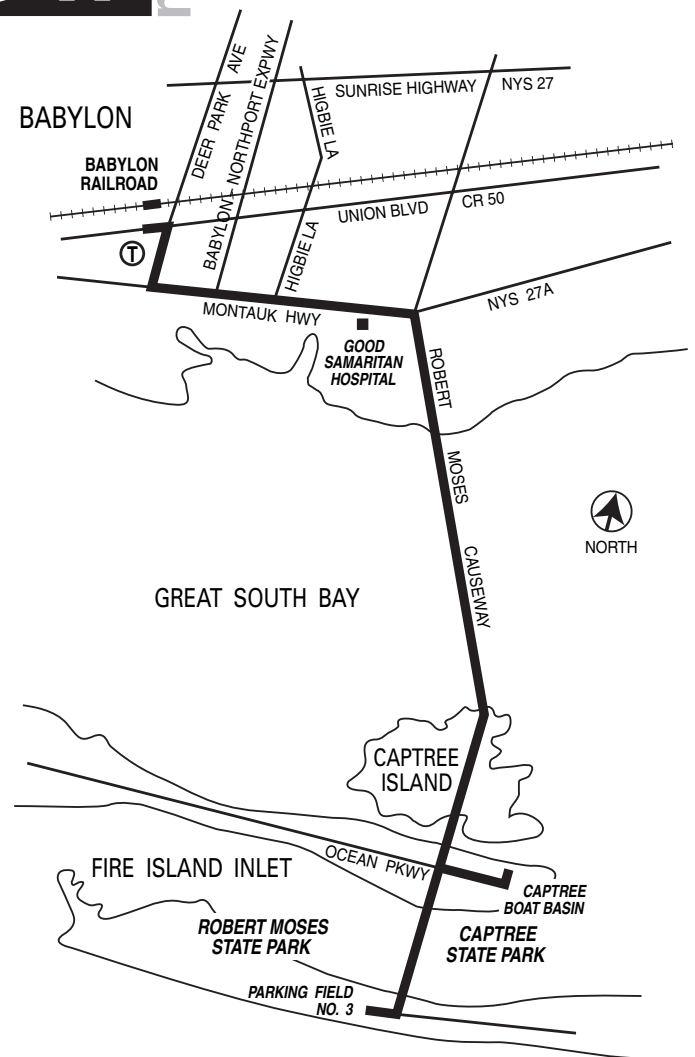 DEER PARK AVE
BABYLON - NORTHPORT EXPWY
HIGBIE LA
SUNRISE HIGHWAY
NYS 27
BABYLON
BABYLON
RAILROAD
UNION BLVD
CR 50
T
HIGBIE LA
MONTAUK HWY
NYS 27A
GOOD
SAMARITAN
HOSPITAL
ROBERT MOSES CAUSEWAY
NORTH
GREAT SOUTH BAY
CAPTREE
ISLAND
OCEAN PKWY
FIRE ISLAND INLET
CAPTREE
BOAT BASIN
ROBERT MOSES
STATE PARK
CAPTREE
STATE PARK
PARKING FIELD
NO. 3